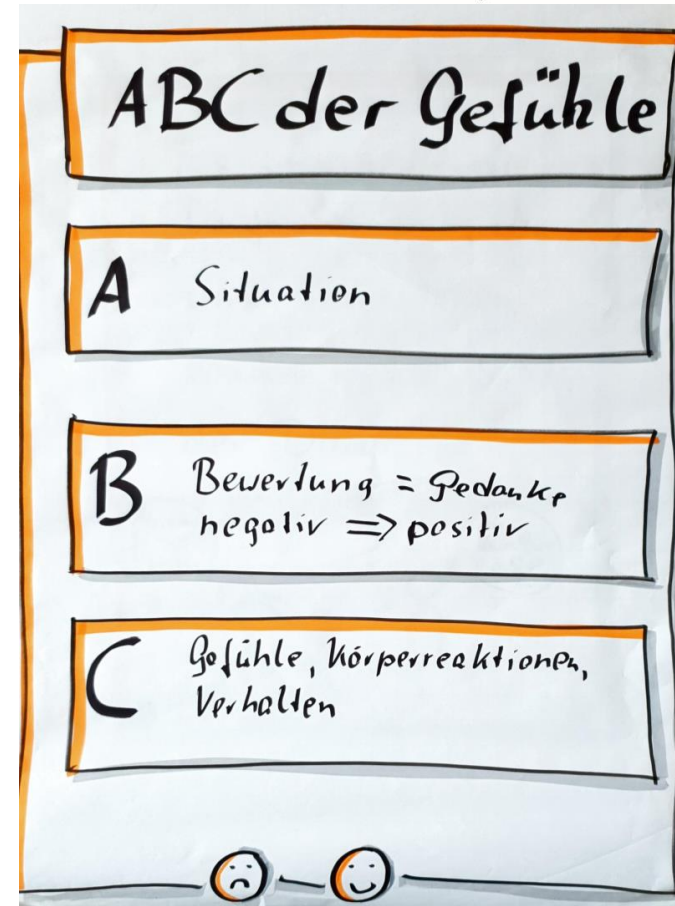 ABC der Gefühle
A Situation
B Bewertung = Gedanke
negativ => positiv
C Gefühle, Körperreaktionen,
Verhalten